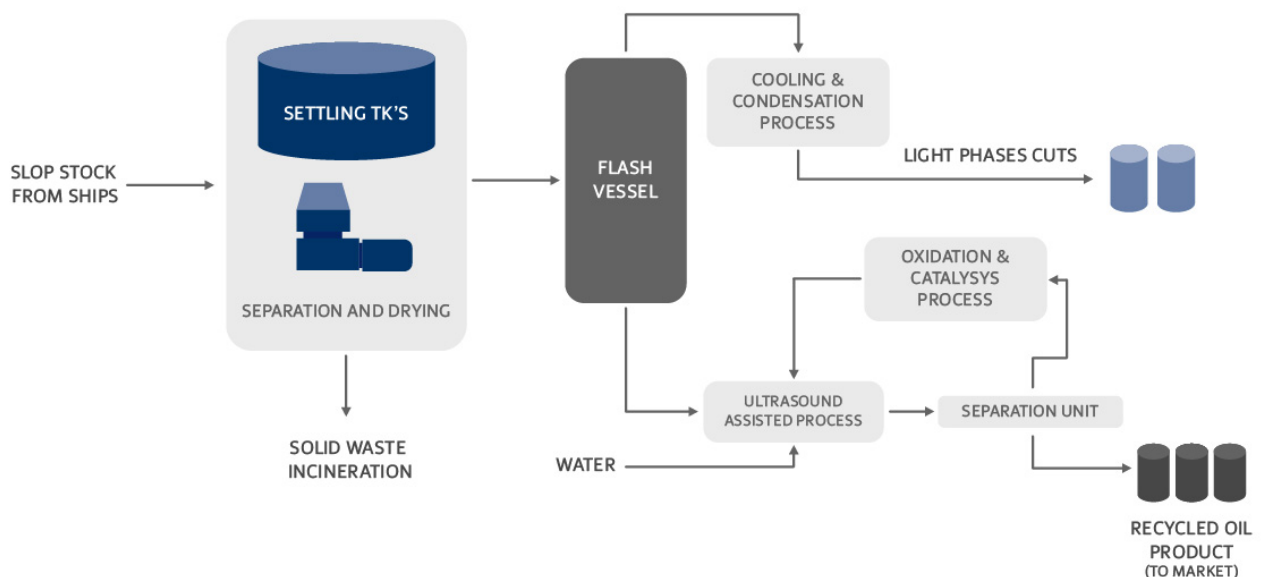 SLOP STOCK
FROM SHIPS
SETTLING TK'S
SEPARATION AND DRYING
SOLID WASTE
INCINERATION
FLASH
VESSEL
COOLING &
CONDENSATION
PROCESS
LIGHT PHASES CUTS
OXIDATION &
CATALYSYS
PROCESS
ULTRASOUND
ASSISTED PROCESS
SEPARATION UNIT
WATER
RECYCLED OIL
PRODUCT
(TO MARKET)